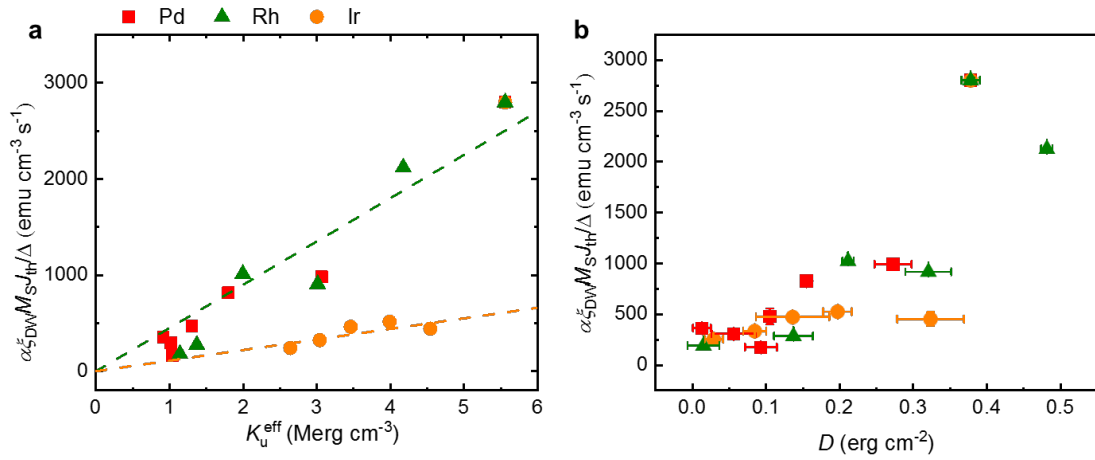 Pd Rh Ir
a
αξDWMSJth/Δ (emu cm-3 s-1)
3000
2000
1000
0
0 1 2 3 4 5 6
Kueff (Merg cm-3)
b
αξDWMSJth/Δ (emu cm-3 s-1)
3000
2500
2000
1500
1000
500
0
0.0 0.1 0.2 0.3 0.4 0.5
D (erg cm-2)